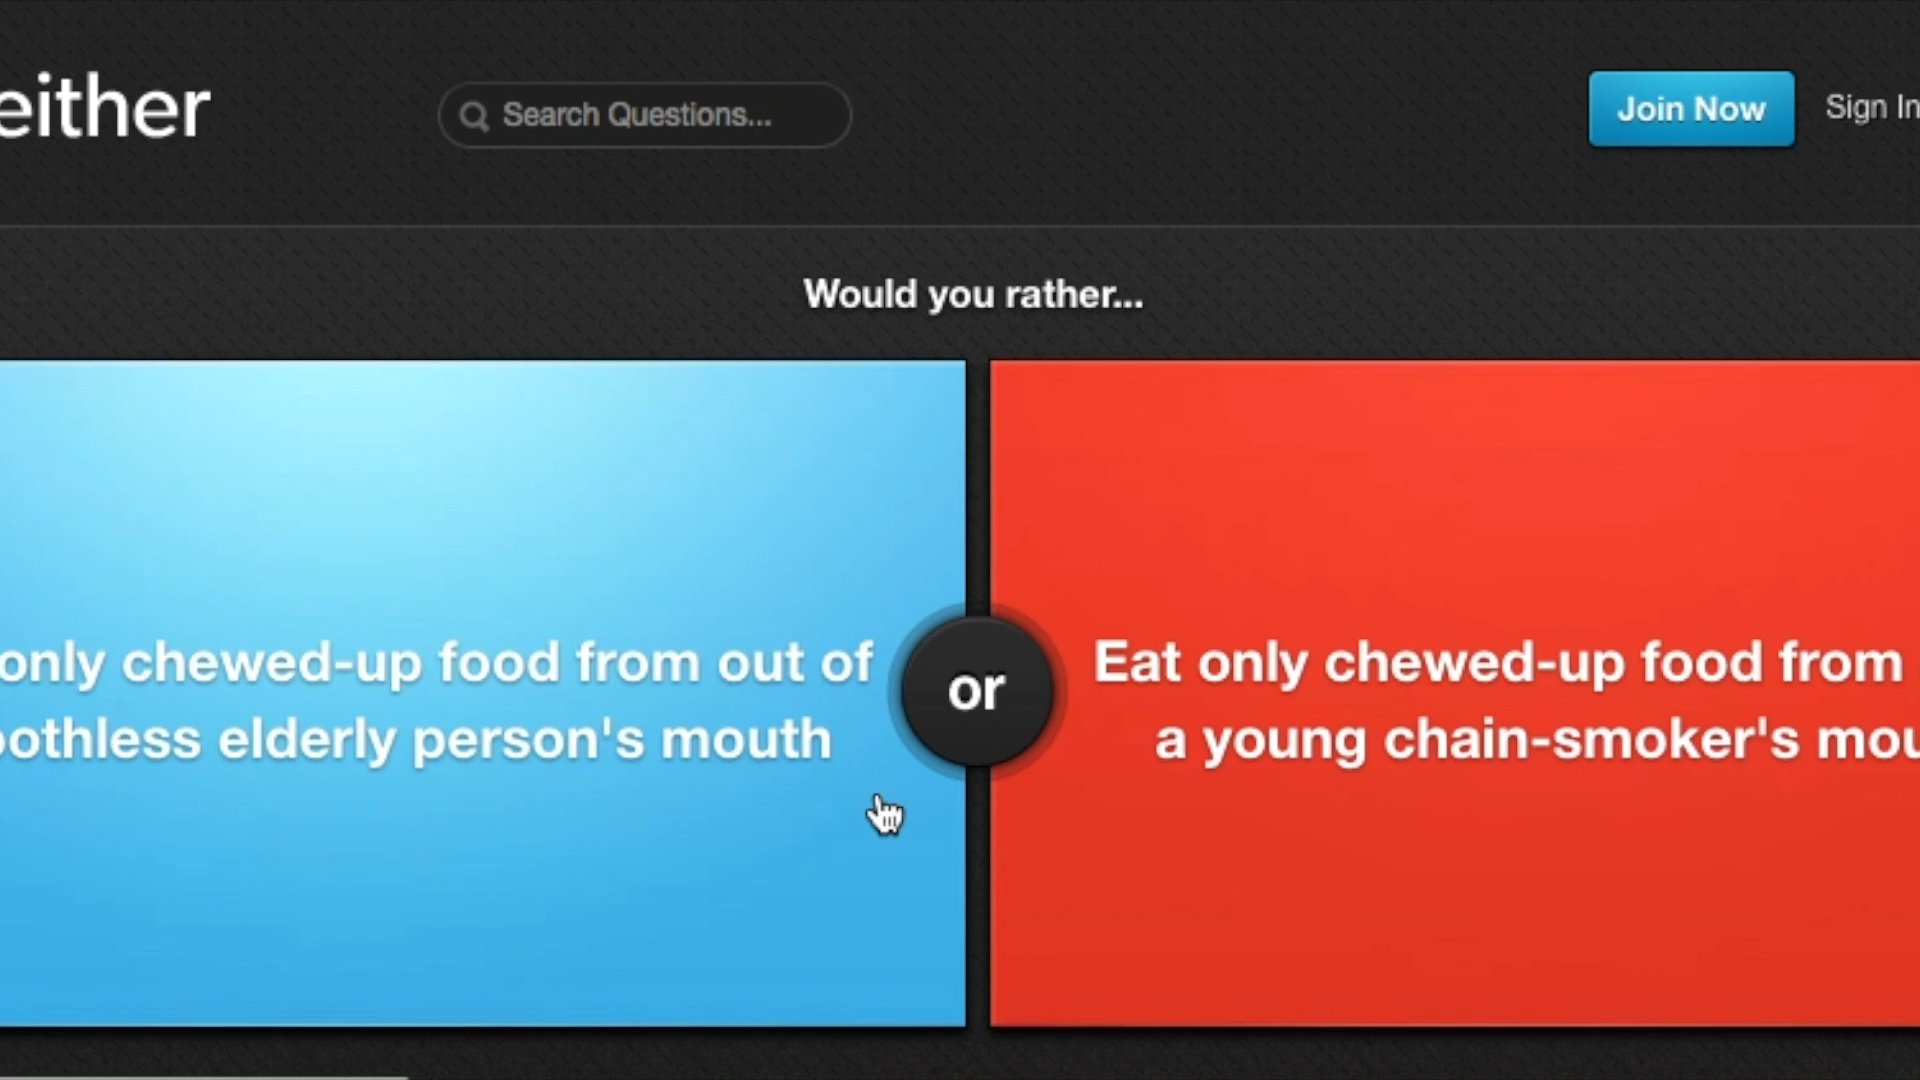 either
Search Questions...
Join Now
Sign In
Would you rather...
only chewed-up food from out of
oothless elderly person's mouth
or
Eat only chewed-up food from
a young chain-smoker's mou